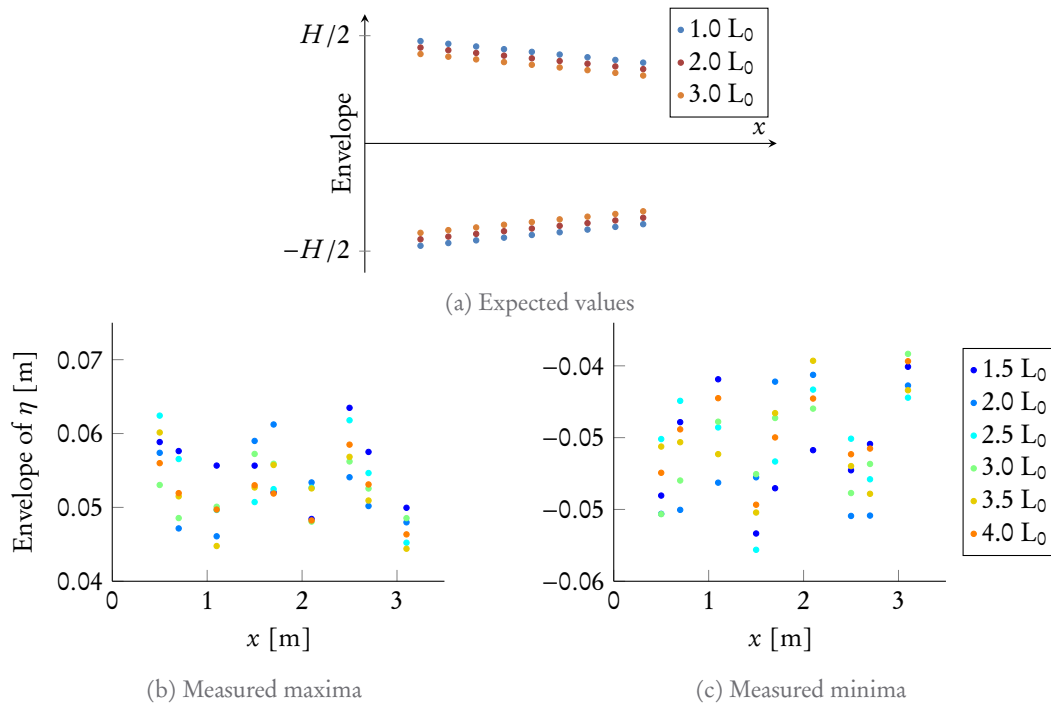 H/2
Envelope
−H/2
x
1.0 L₀
2.0 L₀
3.0 L₀
(a) Expected values
Envelope of η [m]
0.07
0.06
0.05
0.04
0
1
2
3
x [m]
(b) Measured maxima
−0.04
−0.05
−0.05
−0.06
0
1
2
3
x [m]
(c) Measured minima
1.5 L₀
2.0 L₀
2.5 L₀
3.0 L₀
3.5 L₀
4.0 L₀